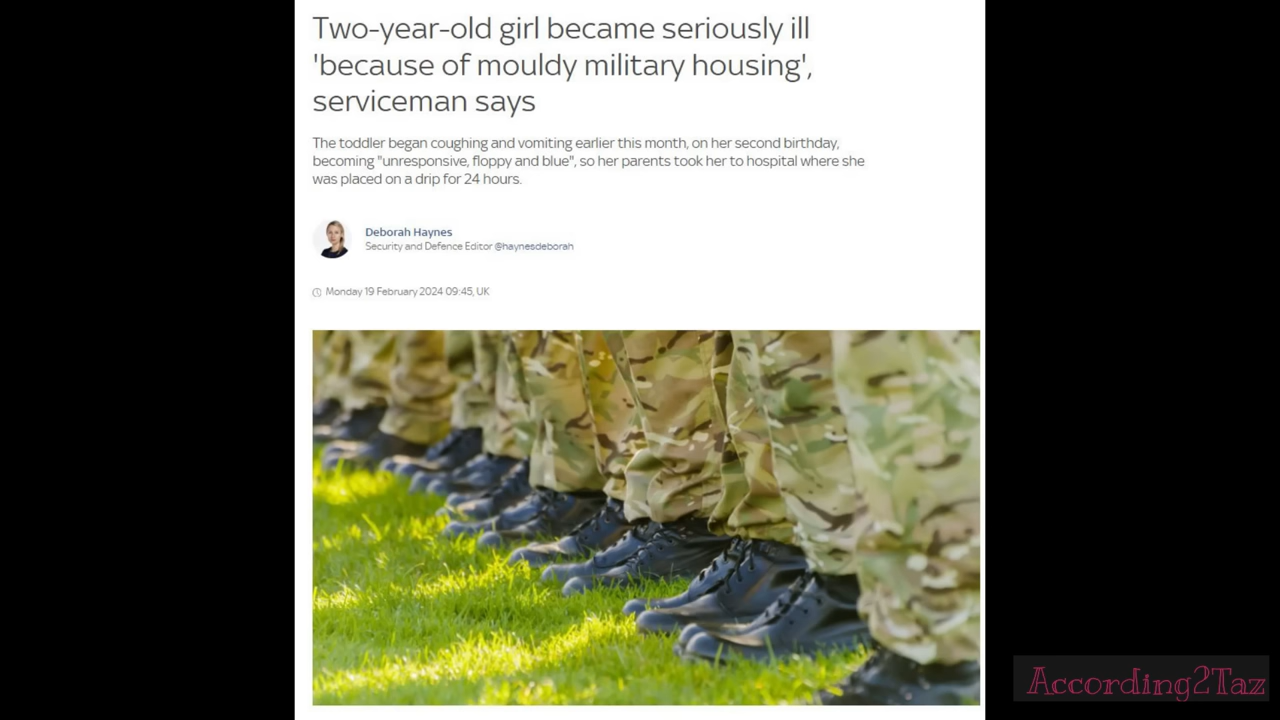 Two-year-old girl became seriously ill
'because of mouldy military housing',
serviceman says
The toddler began coughing and vomiting earlier this month, on her second birthday,
becoming "unresponsive, floppy and blue", so her parents took her to hospital where she
was placed on a drip for 24 hours.
Deborah Haynes
Security and Defence Editor @haynesdeborah
Monday 19 February 2024 09:45, UK
According2Taz